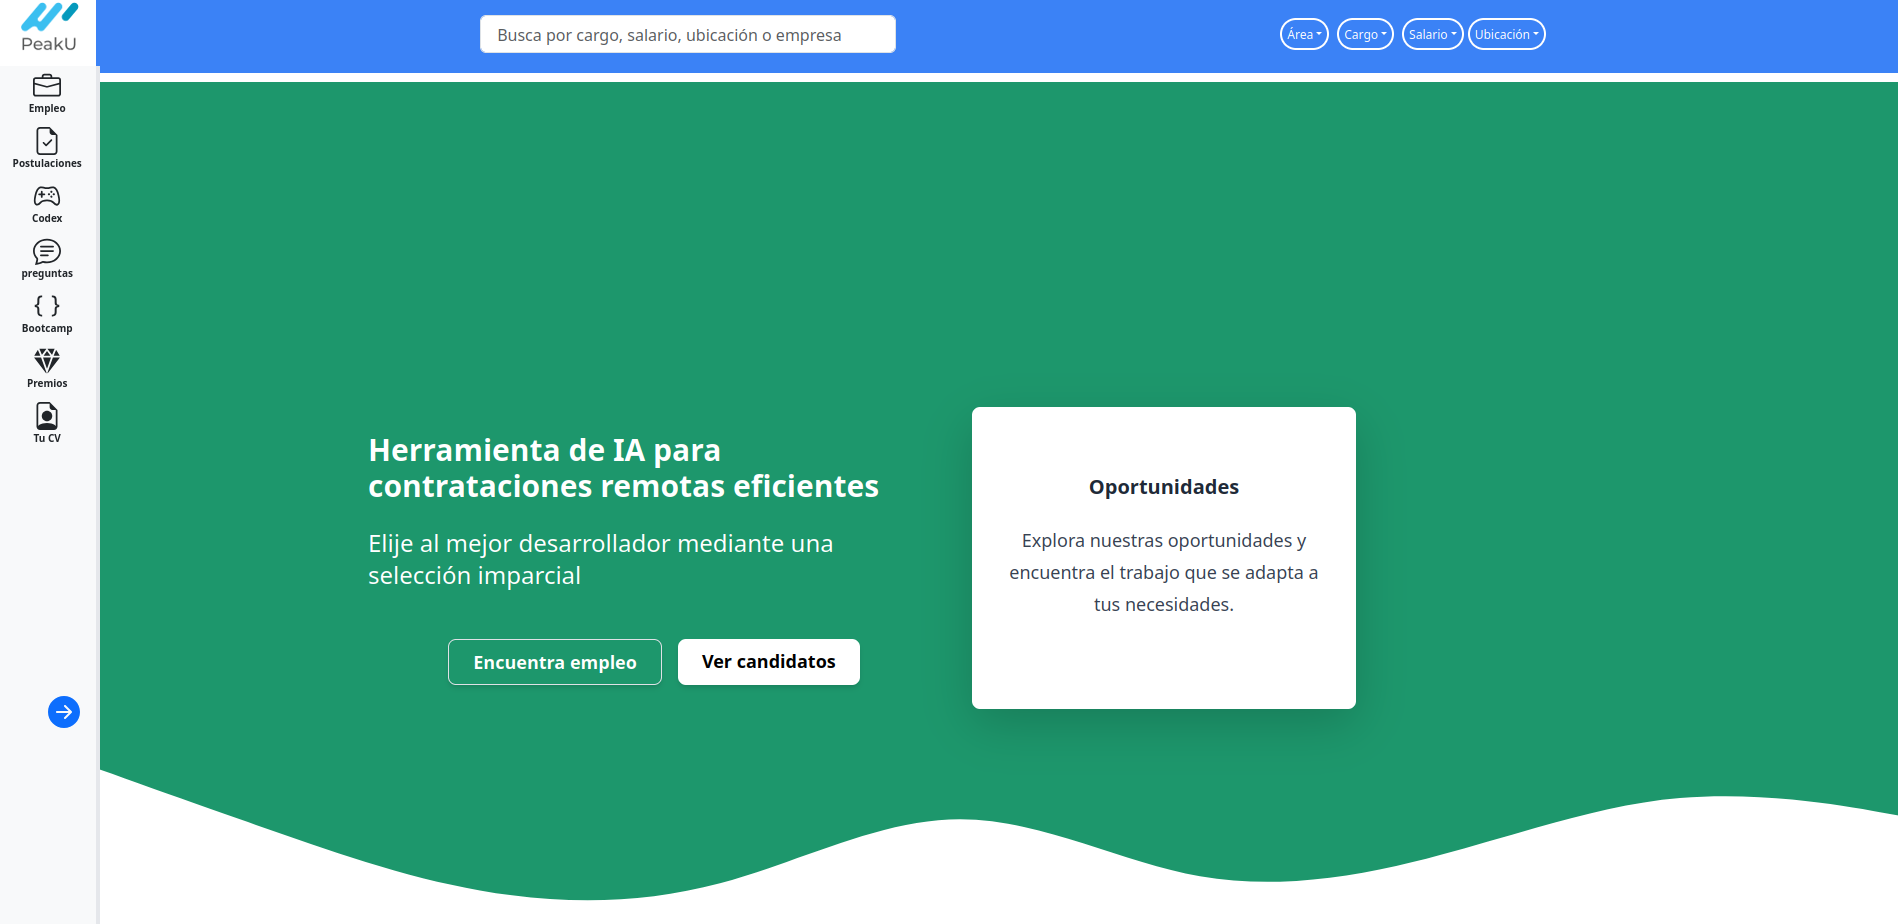 PeakU
Busca por cargo, salario, ubicación o empresa
Área
Cargo
Salario
Ubicación
Empleo
Postulaciones
Codex
preguntas
Bootcamp
Premios
Tu CV
Herramienta de IA para
contrataciones remotas eficientes
Elije al mejor desarrollador mediante una
selección imparcial
Encuentra empleo
Ver candidatos
Oportunidades
Explora nuestras oportunidades y
encuentra el trabajo que se adapta a
tus necesidades.